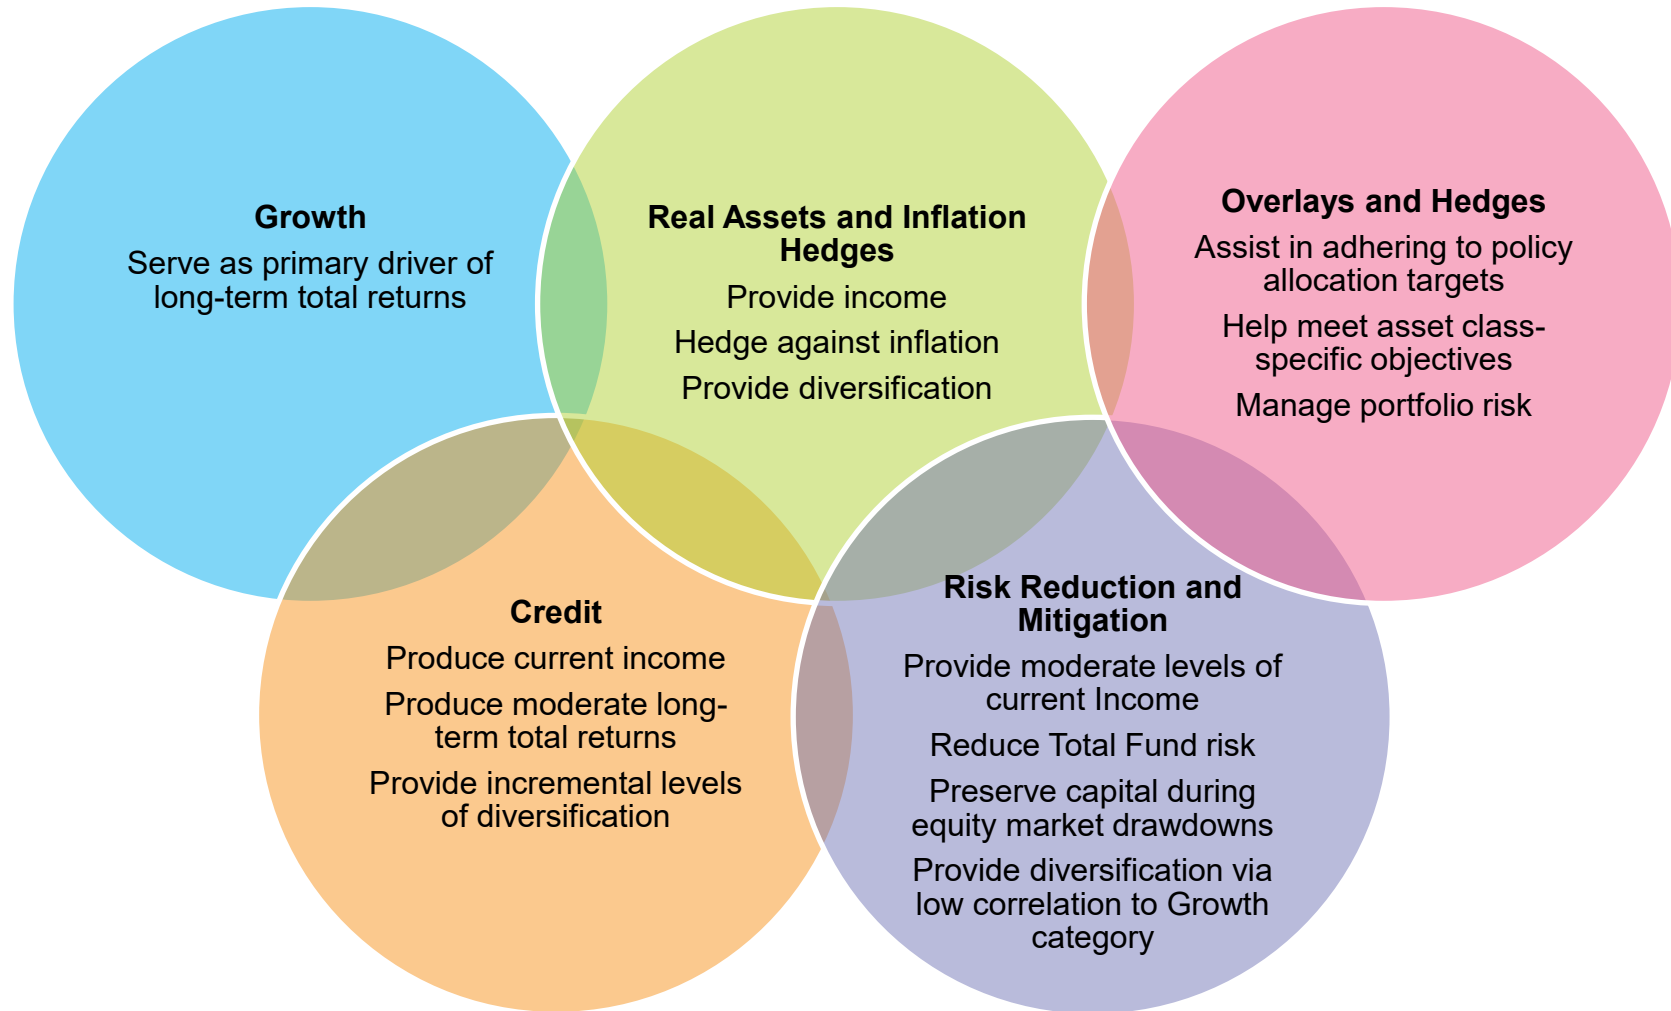 Growth
Serve as primary driver of
long-term total returns
Real Assets and Inflation
Hedges
Provide income
Hedge against inflation
Provide diversification
Overlays and Hedges
Assist in adhering to policy
allocation targets
Help meet asset class-
specific objectives
Manage portfolio risk
Credit
Produce current income
Produce moderate long-
term total returns
Provide incremental levels
of diversification
Risk Reduction and
Mitigation
Provide moderate levels of
current Income
Reduce Total Fund risk
Preserve capital during
equity market drawdowns
Provide diversification via
low correlation to Growth
category